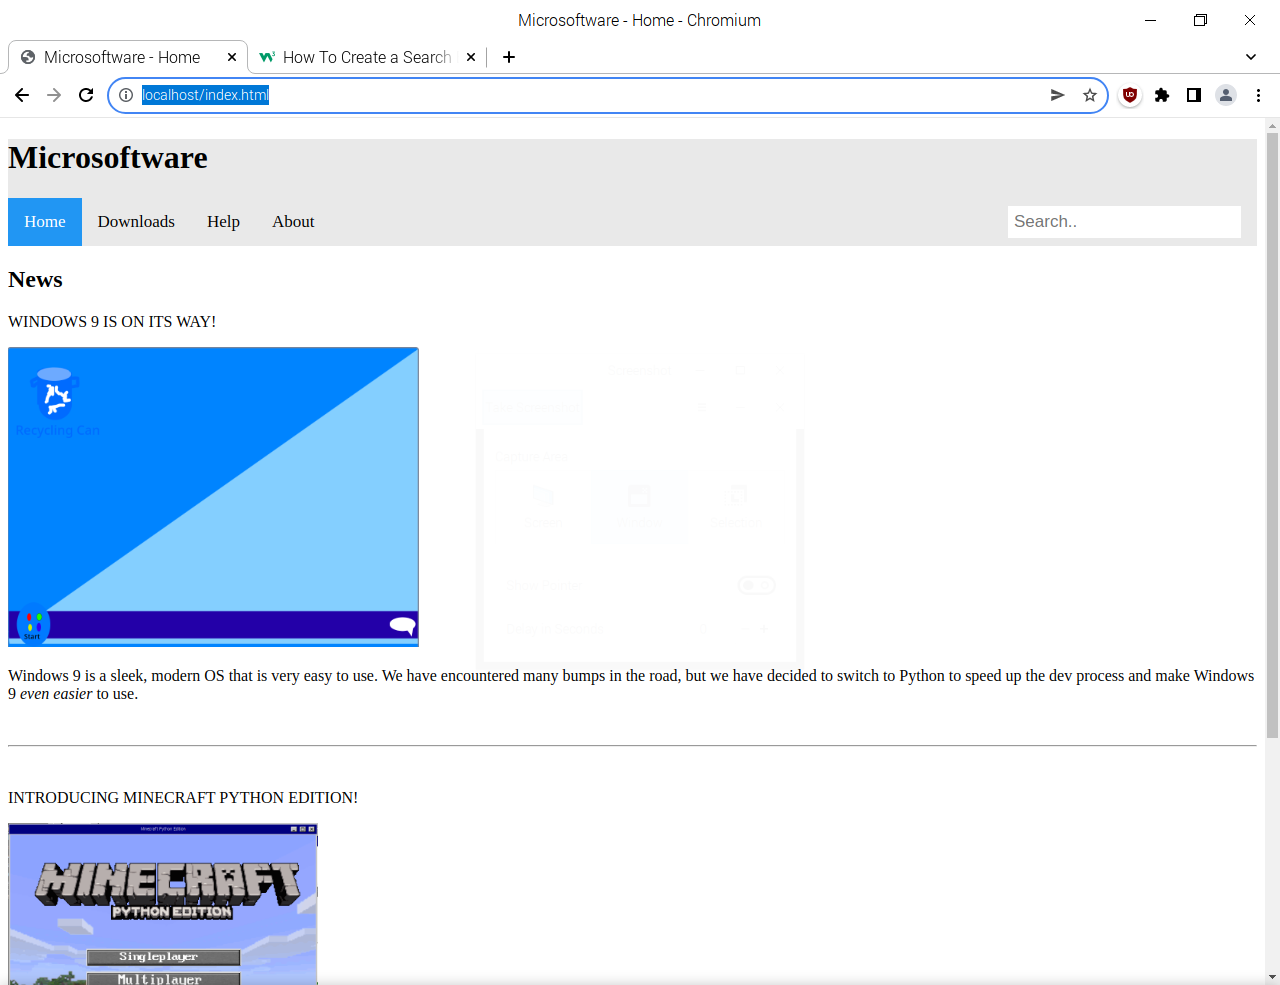 Microsoftware - Home - Chromium
Microsoftware - Home
How To Create a Search
localhost/index.html
Microsoftware
Home
Downloads
Help
About
Search..
News
WINDOWS 9 IS ON ITS WAY!
Recycling Can
Start
Windows 9 is a sleek, modern OS that is very easy to use. We have encountered many bumps in the road, but we have decided to switch to Python to speed up the dev process and make Windows
9 even easier to use.
INTRODUCING MINECRAFT PYTHON EDITION!
Minecraft Python Edition
MINECRAFT
PYTHON EDITION
Singleplayer
Multiplayer